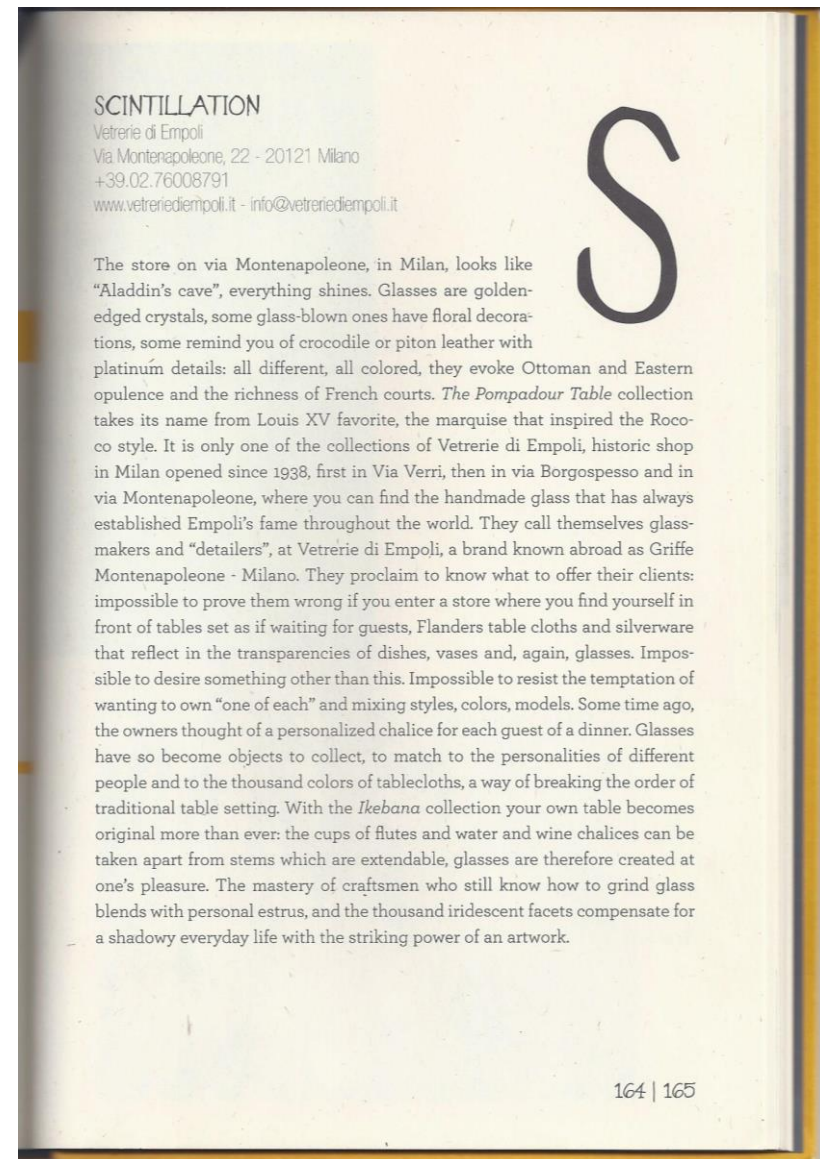 SCINTILLATION
Vetrerie di Empoli
Via Montenapoleone, 22 - 20121 Milano
+39.02.76008791
www.vetreriediempoli.it - info@vetreriediempoli.it
S
The store on via Montenapoleone, in Milan, looks like
“Aladdin’s cave”, everything shines. Glasses are golden-
edged crystals, some glass-blown ones have floral decora-
tions, some remind you of crocodile or piton leather with
platinum details: all different, all colored, they evoke Ottoman and Eastern
opulence and the richness of French courts. The Pompadour Table collection
takes its name from Louis XV favorite, the marquise that inspired the Roco-
co style. It is only one of the collections of Vetrerie di Empoli, historic shop
in Milan opened since 1938, first in Via Verri, then in via Borgospesso and in
via Montenapoleone, where you can find the handmade glass that has always
established Empoli’s fame throughout the world. They call themselves glass-
makers and “detailers”, at Vetrerie di Empoli, a brand known abroad as Griffe
Montenapoleone - Milano. They proclaim to know what to offer their clients:
impossible to prove them wrong if you enter a store where you find yourself in
front of tables set as if waiting for guests, Flanders table cloths and silverware
that reflect in the transparencies of dishes, vases and, again, glasses. Impos-
sible to desire something other than this. Impossible to resist the temptation of
wanting to own “one of each” and mixing styles, colors, models. Some time ago,
the owners thought of a personalized chalice for each guest of a dinner. Glasses
have so become objects to collect, to match to the personalities of different
people and to the thousand colors of tablecloths, a way of breaking the order of
traditional table setting. With the Ikebana collection your own table becomes
original more than ever: the cups of flutes and water and wine chalices can be
taken apart from stems which are extendable, glasses are therefore created at
one’s pleasure. The mastery of craftsmen who still know how to grind glass
blends with personal estrus, and the thousand iridescent facets compensate for
a shadowy everyday life with the striking power of an artwork.
164 | 165